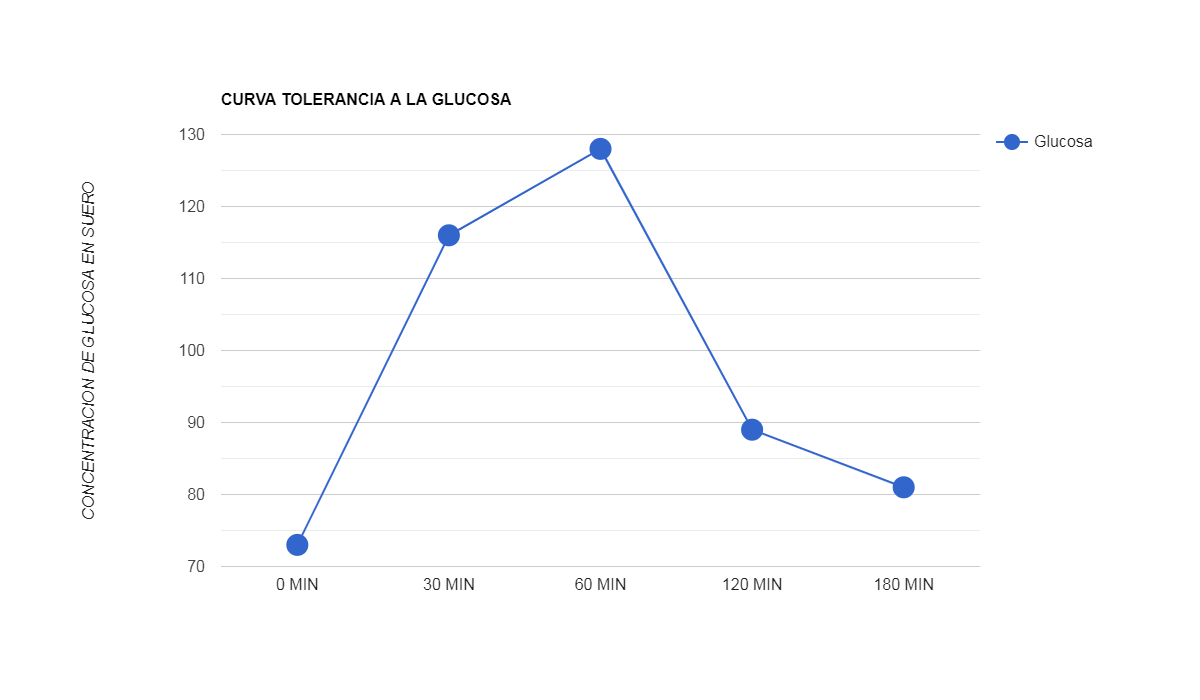 CURVA TOLERANCIA A LA GLUCOSA
Glucosa
CONCENTRACION DE GLUCOSA EN SUERO
130
120
110
100
90
80
70
0 MIN
30 MIN
60 MIN
120 MIN
180 MIN